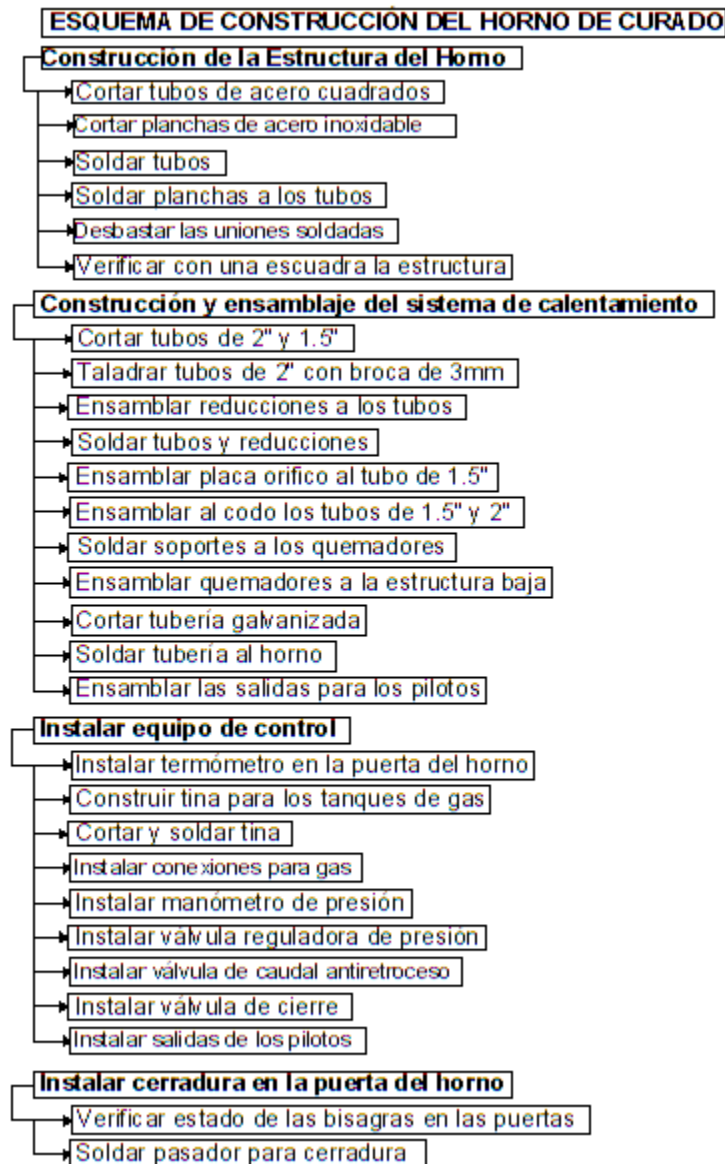 ESQUEMA DE CONSTRUCCIÓN DEL HORNO DE CURADO
Construcción de la Estructura del Horno
Cortar tubos de acero cuadrados
Cortar planchas de acero inoxidable
Soldar tubos
Soldar planchas a los tubos
Desbastar las uniones soldadas
Verificar con una escuadra la estructura
Construcción y ensamblaje del sistema de calentamiento
Cortar tubos de 2" y 1.5"
Taladrar tubos de 2" con broca de 3mm
Ensamblar reducciones a los tubos
Soldar tubos y reducciones
Ensamblar placa orifico al tubo de 1.5"
Ensamblar al codo los tubos de 1.5" y 2"
Soldar soportes a los quemadores
Ensamblar quemadores a la estructura baja
Cortar tubería galvanizada
Soldar tubería al horno
Ensamblar las salidas para los pilotos
Instalar equipo de control
Instalar termómetro en la puerta del horno
Construir tina para los tanques de gas
Cortar y soldar tina
Instalar conexiones para gas
Instalar manómetro de presión
Instalar válvula reguladora de presión
Instalar válvula de caudal antiretroceso
Instalar válvula de cierre
Instalar salidas de los pilotos
Instalar cerradura en la puerta del horno
Verificar estado de las bisagras en las puertas
Soldar pasador para cerradura